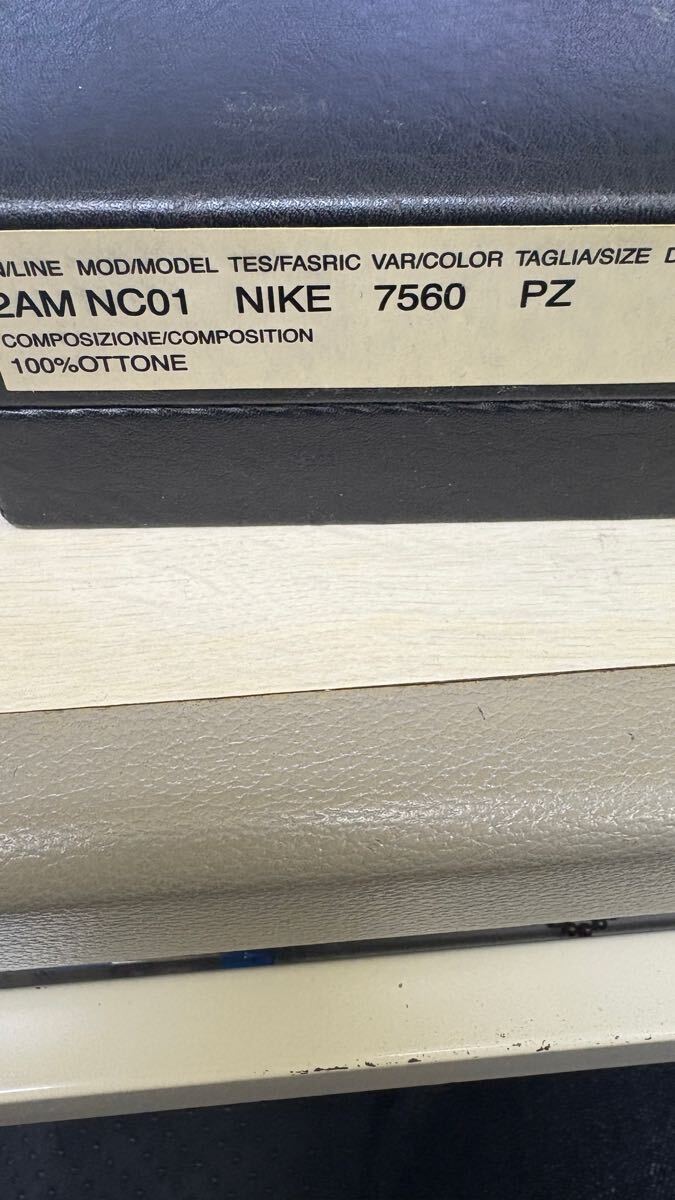 N/LINE MOD/MODEL TES/FASRIC VAR/COLOR TAGLIA/SIZE D
2AM NC01 NIKE 7560 PZ
COMPOSIZIONE/COMPOSITION
100%OTTONE